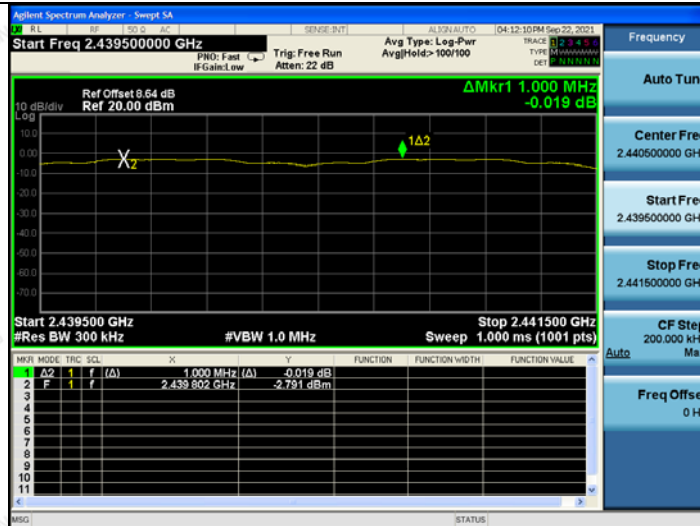 Agilent Spectrum Analyzer - Swept SA
RL RF 50 Ω AC SENSE:INT ALIGN AUTO 04:12:10 PM Sep 22, 2021
Start Freq 2.439500000 GHz
PNO: Fast
IFGain:Low
Trig: Free Run
Atten: 22 dB
Avg Type: Log-Pwr
Avg|Hold:> 100/100
TRACE 1 2 3 4 5 6
TYPE M
DET P N N N N N
Ref Offset 8.64 dB
Ref 20.00 dBm
ΔMkr1 1.000 MHz
-0.019 dB
10 dB/div
Log
10.0
0.00
-10.0
-20.0
-30.0
-40.0
-50.0
-60.0
-70.0
X2
1Δ2
Start 2.439500 GHz Stop 2.441500 GHz
#Res BW 300 kHz #VBW 1.0 MHz Sweep 1.000 ms (1001 pts)
MKR MODE TRC SCL X Y FUNCTION FUNCTION WIDTH FUNCTION VALUE
1 Δ2 1 f (Δ) 1.000 MHz (Δ) -0.019 dB
2 F 1 f 2.439 802 GHz -2.791 dBm
3
4
5
6
7
8
9
10
11
MSG STATUS
Frequency
Auto Tun
Center Fre
2.440500000 GH
Start Fre
2.439500000 GH
Stop Fre
2.441500000 GH
CF Step
200.000 kH
Auto Ma
Freq Offse
0 H